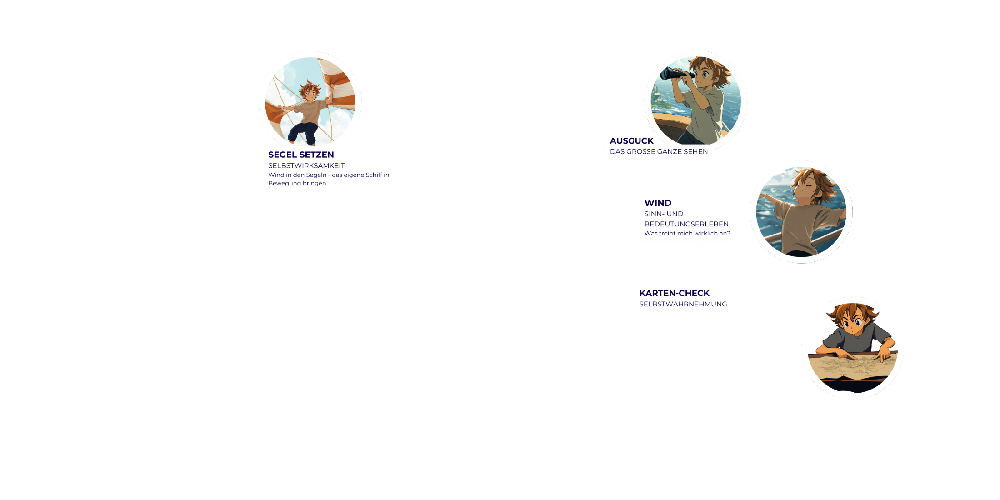 SEGEL SETZEN
SELBSTWIRKSAMKEIT
Wind in den Segeln - das eigene Schiff in
Bewegung bringen
AUSGUCK
DAS GROSSE GANZE SEHEN
WIND
SINN- UND
BEDEUTUNGSERLEBEN
Was treibt mich wirklich an?
KARTEN-CHECK
SELBSTWAHRNEHMUNG